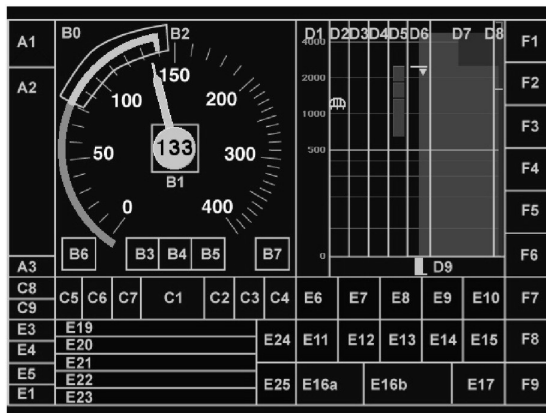 A1 B0 B2 D1 D2 D3 D4 D5 D6 D7 D8 F1
4000
A2 150 2000 F2
100 200 1000 F3
133 500
50 300 F4
B1
0 400 F5
B6 B3 B4 B5 B7 0 F6
A3 D9
C8 C5 C6 C7 C1 C2 C3 C4 E6 E7 E8 E9 E10 F7
C9
E3 E19
E4 E20 E24 E11 E12 E13 E14 E15 F8
E21
E5 E22 E25 E16a E16b E17 F9
E1 E23